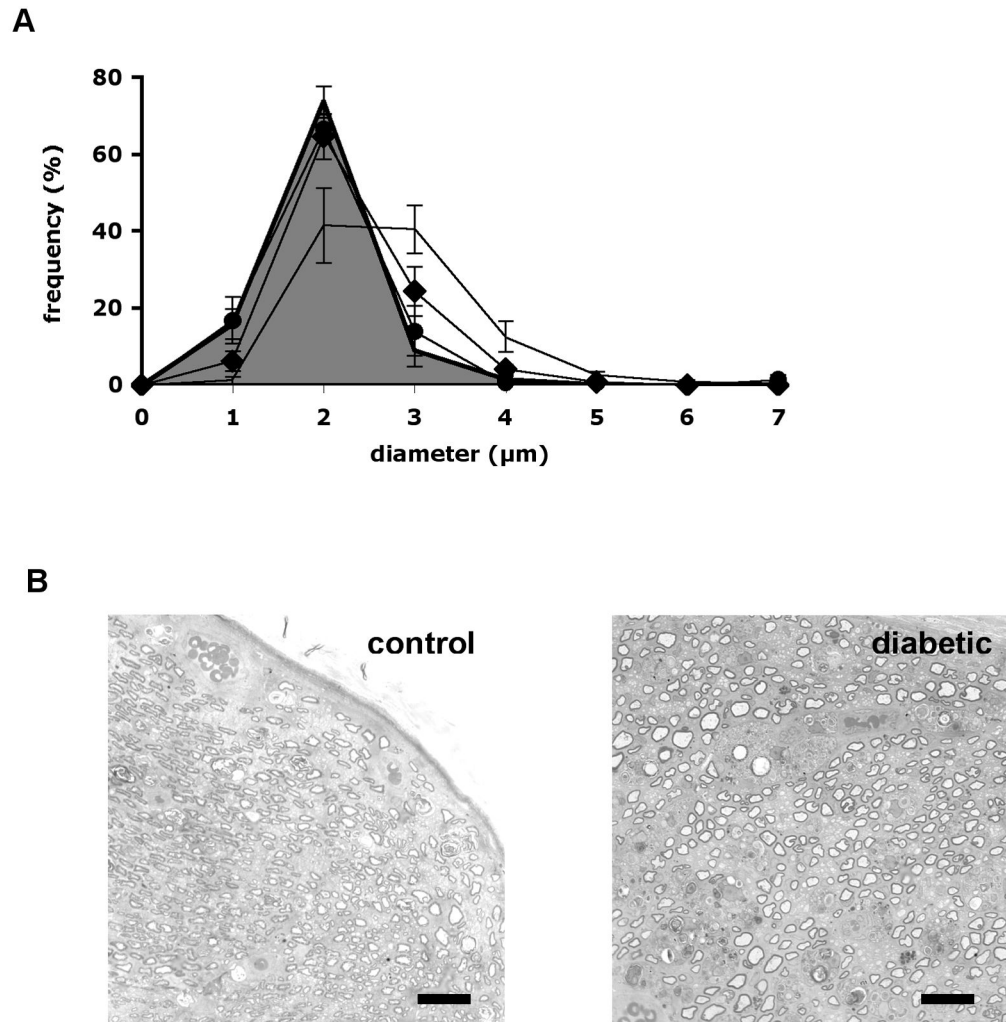 A
80
60
40
20
0
frequency (%)
0 1 2 3 4 5 6 7
diameter (µm)
B
control
diabetic